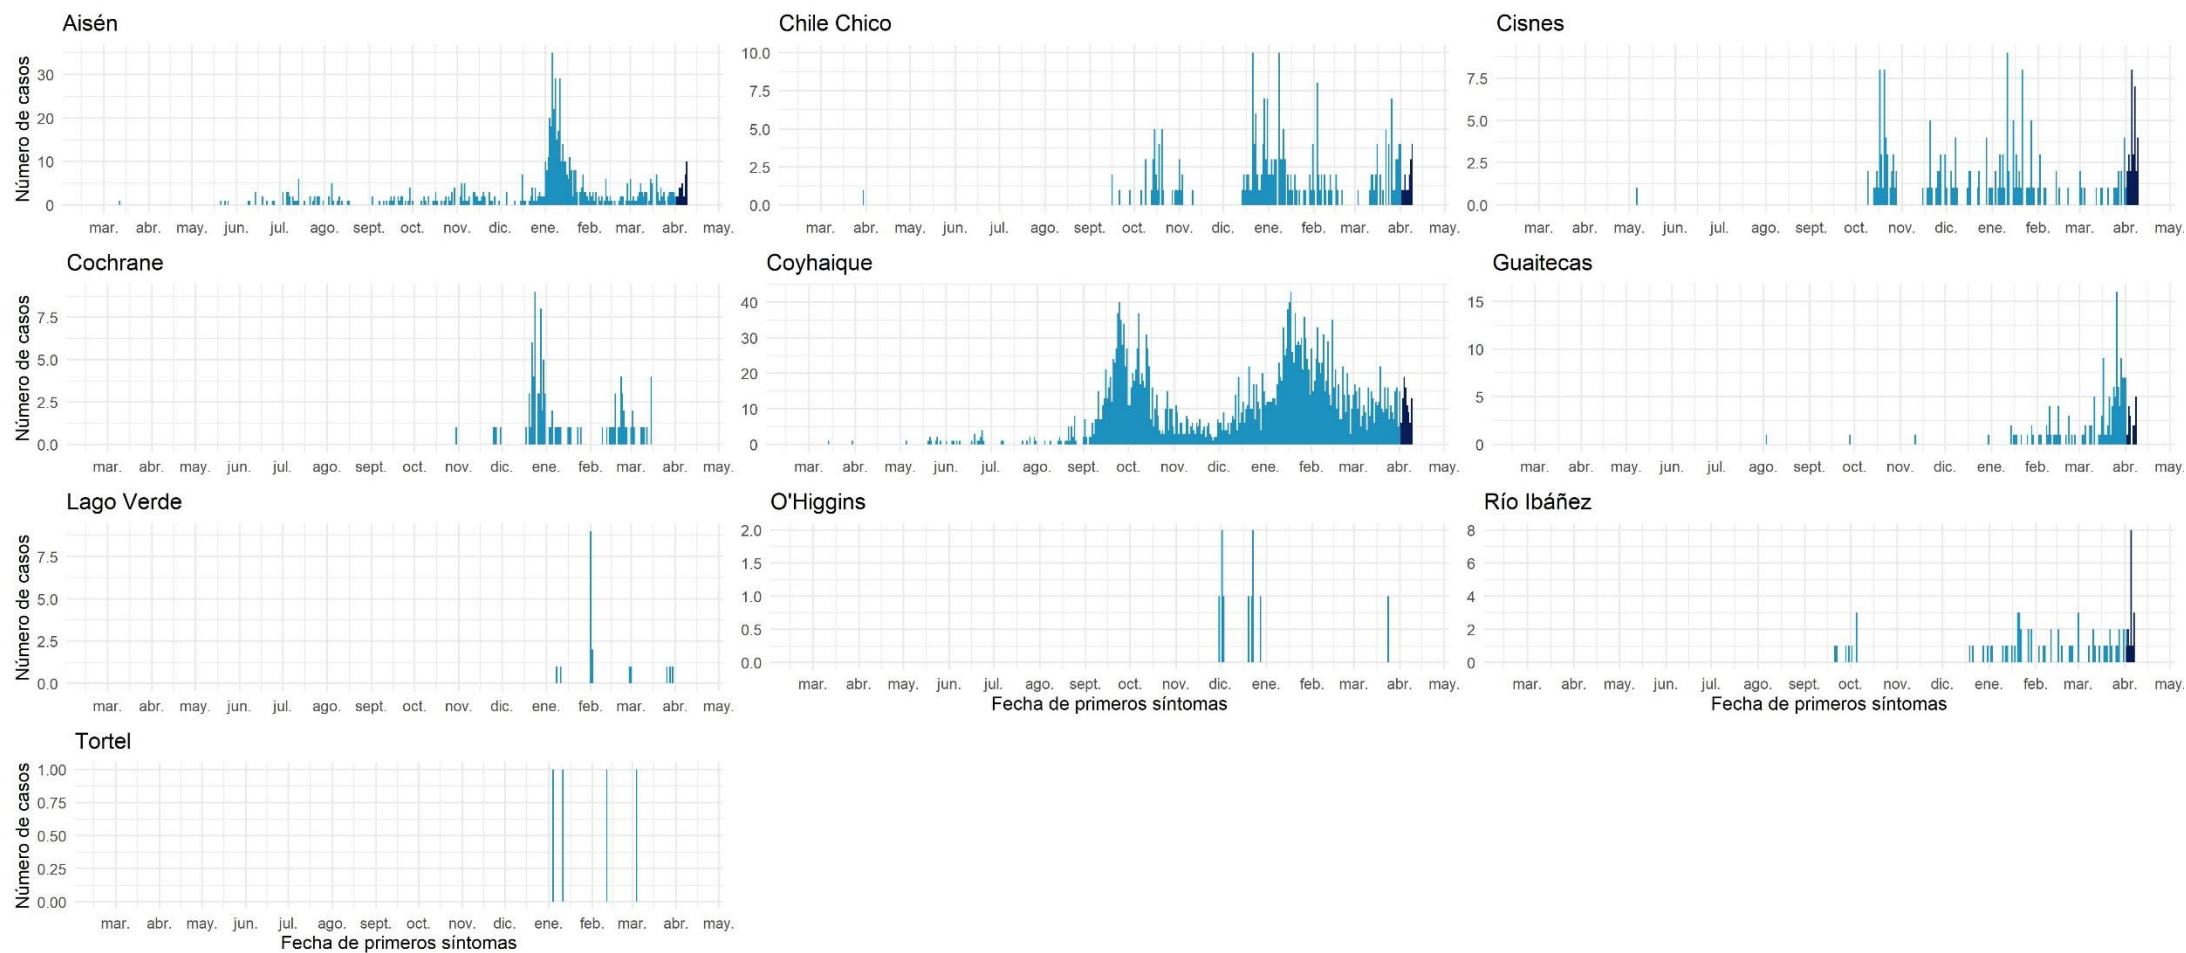 Aisén
Número de casos
30
20
10
0
mar. abr. may. jun. jul. ago. sept. oct. nov. dic. ene. feb. mar. abr. may.
Chile Chico
10.0
7.5
5.0
2.5
0.0
mar. abr. may. jun. jul. ago. sept. oct. nov. dic. ene. feb. mar. abr. may.
Cisnes
7.5
5.0
2.5
0.0
mar. abr. may. jun. jul. ago. sept. oct. nov. dic. ene. feb. mar. abr. may.
Cochrane
Número de casos
7.5
5.0
2.5
0.0
mar. abr. may. jun. jul. ago. sept. oct. nov. dic. ene. feb. mar. abr. may.
Coyhaique
40
30
20
10
0
mar. abr. may. jun. jul. ago. sept. oct. nov. dic. ene. feb. mar. abr. may.
Guaitecas
15
10
5
0
mar. abr. may. jun. jul. ago. sept. oct. nov. dic. ene. feb. mar. abr. may.
Lago Verde
Número de casos
7.5
5.0
2.5
0.0
mar. abr. may. jun. jul. ago. sept. oct. nov. dic. ene. feb. mar. abr. may.
O'Higgins
2.0
1.5
1.0
0.5
0.0
mar. abr. may. jun. jul. ago. sept. oct. nov. dic. ene. feb. mar. abr. may.
Fecha de primeros síntomas
Río Ibáñez
8
6
4
2
0
mar. abr. may. jun. jul. ago. sept. oct. nov. dic. ene. feb. mar. abr. may.
Fecha de primeros síntomas
Tortel
Número de casos
1.00
0.75
0.50
0.25
0.00
mar. abr. may. jun. jul. ago. sept. oct. nov. dic. ene. feb. mar. abr. may.
Fecha de primeros síntomas